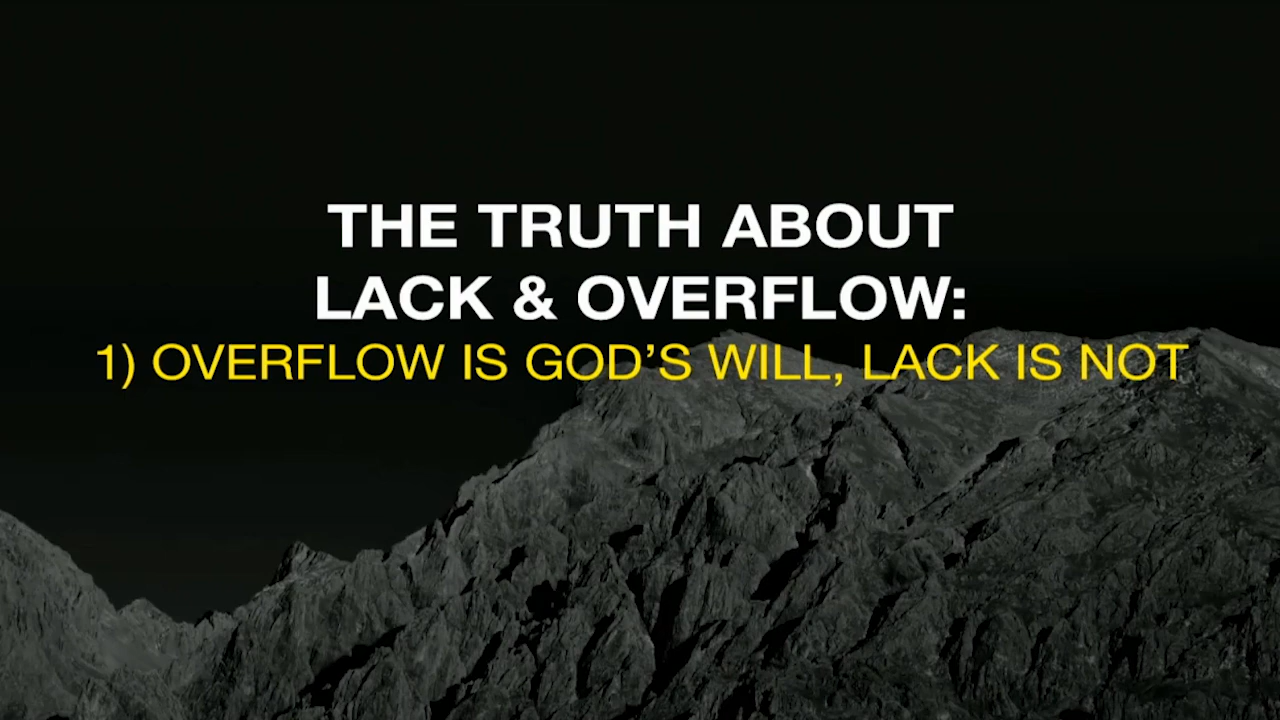 THE TRUTH ABOUT
LACK & OVERFLOW:
1) OVERFLOW IS GOD’S WILL, LACK IS NOT